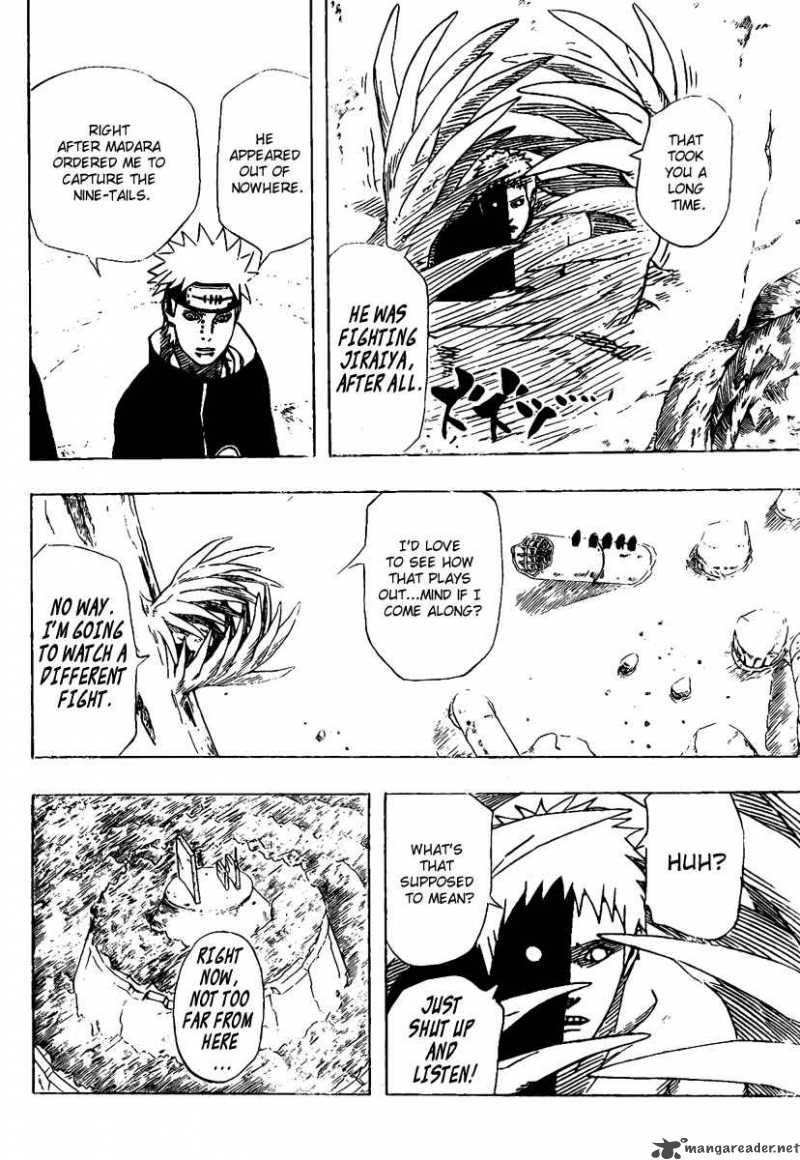 THAT
TOOK
YOU A
LONG
TIME.
HE WAS
FIGHTING
JIRAIYA,
AFTER ALL.
ズズッ…
HE
APPEARED
OUT OF
NOWHERE.
RIGHT
AFTER MADARA
ORDERED ME TO
CAPTURE THE
NINE-TAILS.
I'D LOVE
TO SEE HOW
THAT PLAYS
OUT...MIND IF I
COME ALONG?
NO WAY.
I'M GOING
TO WATCH A
DIFFERENT
FIGHT.
HUH?
WHAT'S
THAT
SUPPOSED
TO MEAN?
JUST
SHUT UP
AND
LISTEN!
RIGHT
NOW,
NOT TOO
FAR FROM
HERE
...
mangareader.net